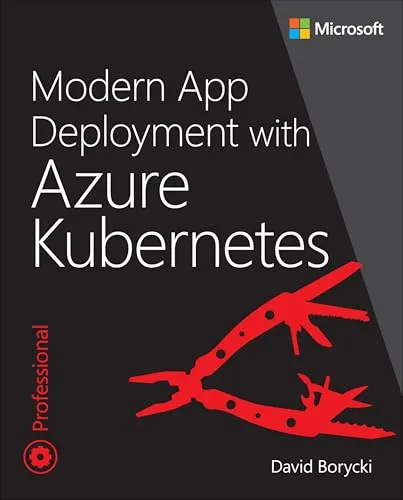 Microsoft
Modern App
Deployment with
Azure
Kubernetes
Professional
David Borycki